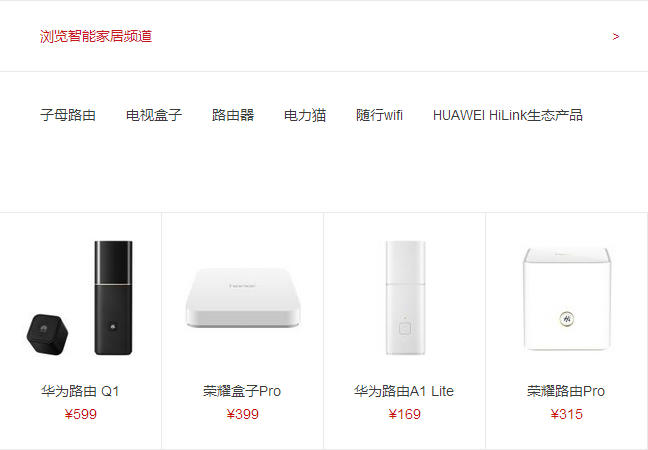 浏览智能家居频道 >
子母路由 电视盒子 路由器 电力猫 随行wifi HUAWEI HiLink生态产品
honor
华为路由 Q1 荣耀盒子Pro 华为路由A1 Lite 荣耀路由Pro
¥599 ¥399 ¥169 ¥315